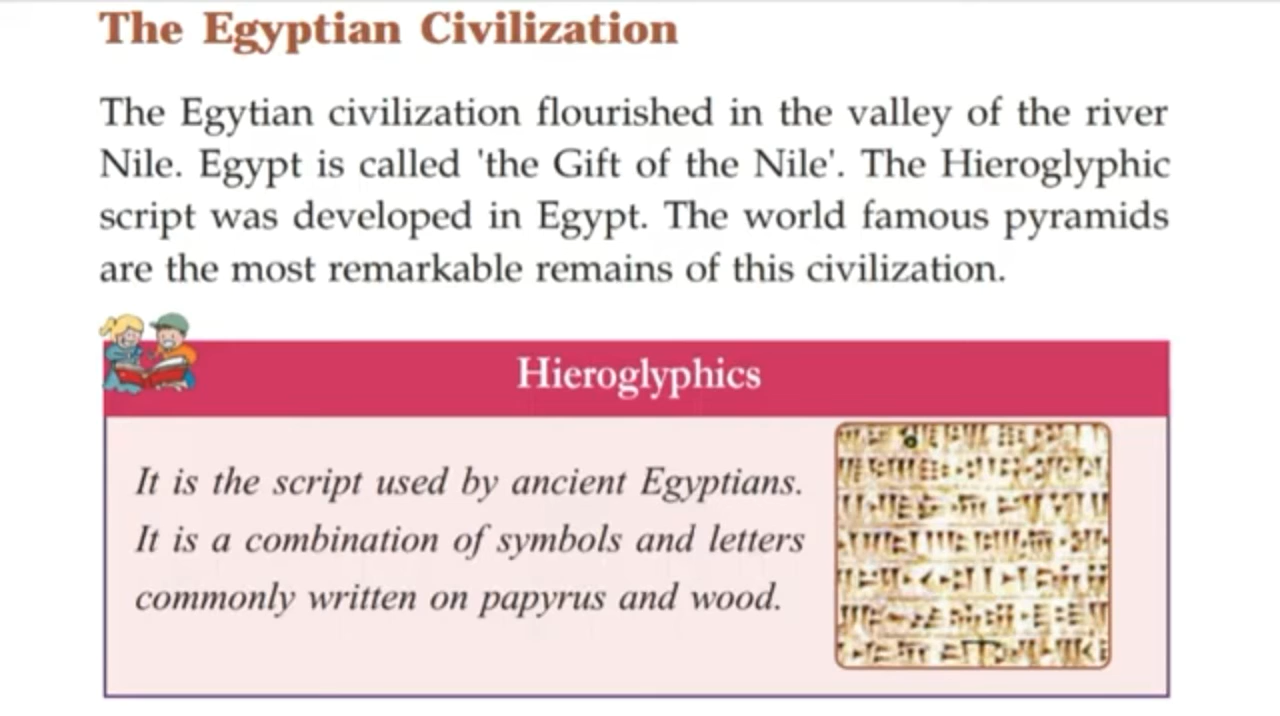 The Egyptian Civilization
The Egytian civilization flourished in the valley of the river
Nile. Egypt is called 'the Gift of the Nile'. The Hieroglyphic
script was developed in Egypt. The world famous pyramids
are the most remarkable remains of this civilization.
Hieroglyphics
It is the script used by ancient Egyptians.
It is a combination of symbols and letters
commonly written on papyrus and wood.